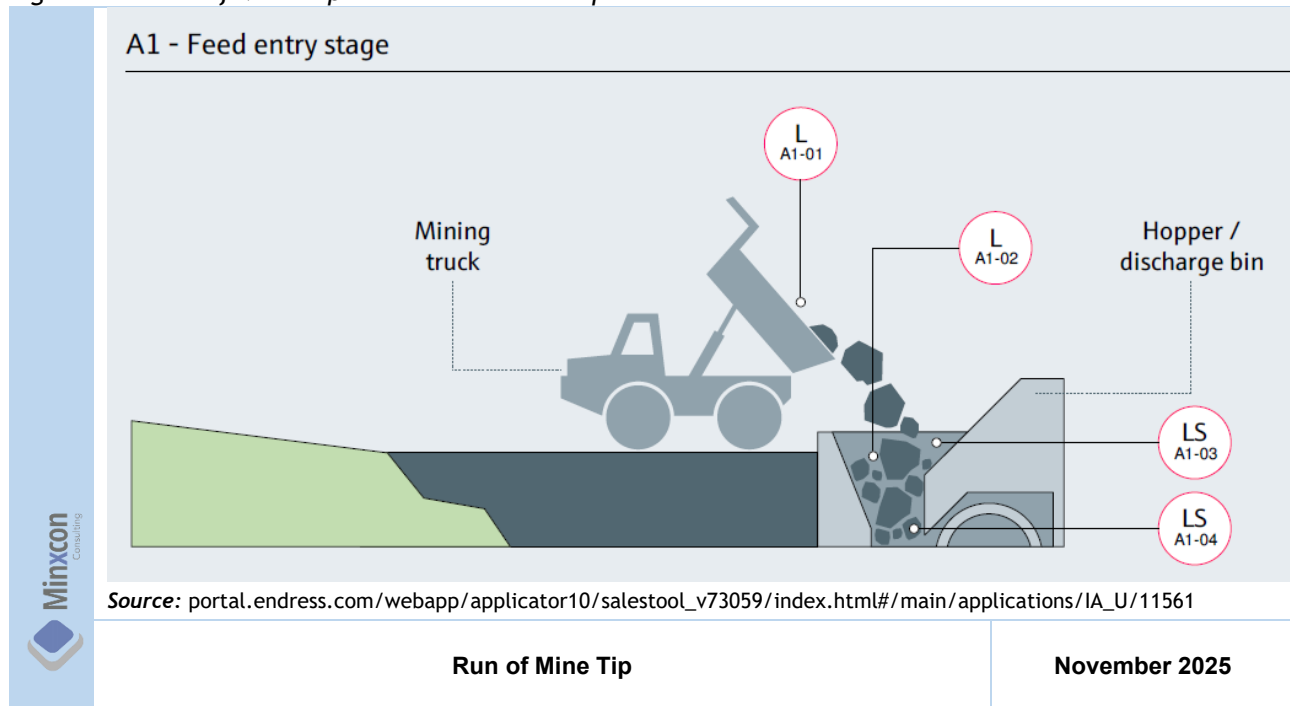 A1 - Feed entry stage
L
A1-01
L
A1-02
Mining
truck
Hopper /
discharge bin
LS
A1-03
LS
A1-04
Minxcon
Consulting
Source: portal.endress.com/webapp/applicator10/salestool_v73059/index.html#/main/applications/IA_U/11561
Run of Mine Tip
November 2025